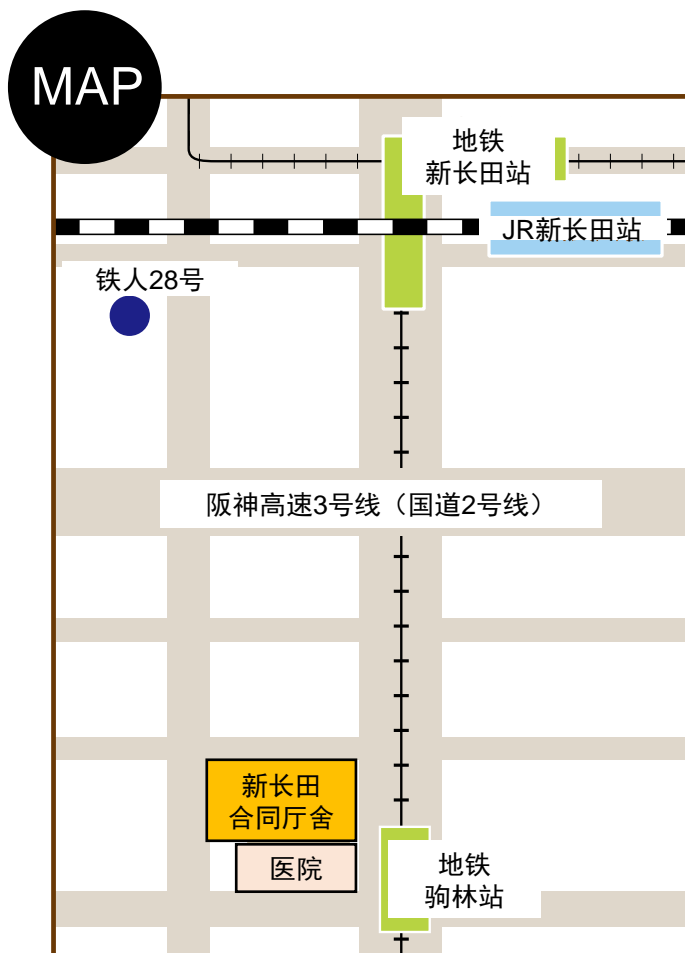 MAP
地铁
新长田站
JR新长田站
铁人28号
阪神高速3号线（国道2号线）
新长田
合同厅舍
医院
地铁
驹林站